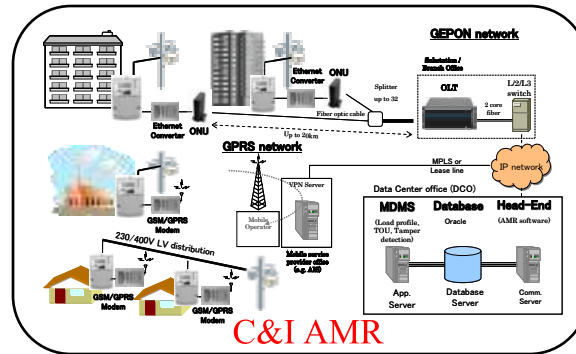 GEPON network
Substation /
Branch Office
OLT
L/2/L3
switch
2 core
fiber
Ethernet
Converter
ONU
Splitter
up to 32
Fiber optic cable
Ethernet
Converter
ONU
Up to 20km
GPRS network
MPLS or
Lease line
IP network
VPN Server
Mobile
Operator
Mobile service
provider office
(e.g. AIS)
GSM/GPRS
Modem
230/400V LV distribution
GSM/GPRS
Modem
GSM/GPRS
Modem
Data Center office (DCO)
MDMS
(Load profile,
TOU, Tamper
detection)
App.
Server
Database
Oracle
Database
Server
Head-End
(AMR software)
Comm.
Server
C&I AMR